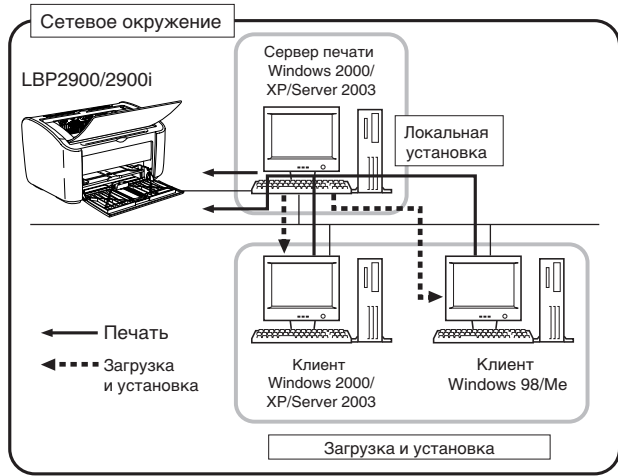 Сетевое окружение
LBP2900/2900i
Сервер печати
Windows 2000/
XP/Server 2003
Локальная
установка
Печать
Загрузка
и установка
Клиент
Windows 2000/
XP/Server 2003
Клиент
Windows 98/Me
Загрузка и установка